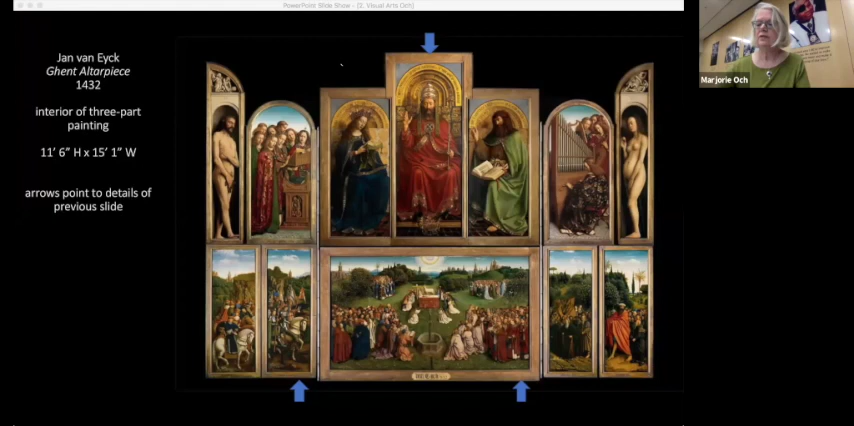 PowerPoint Slide Show - [2. Visual Arts Och]
Jan van Eyck
Ghent Altarpiece
1432
interior of three-part
painting
11' 6" H x 15' 1" W
arrows point to details of
previous slide
Marjorie Och